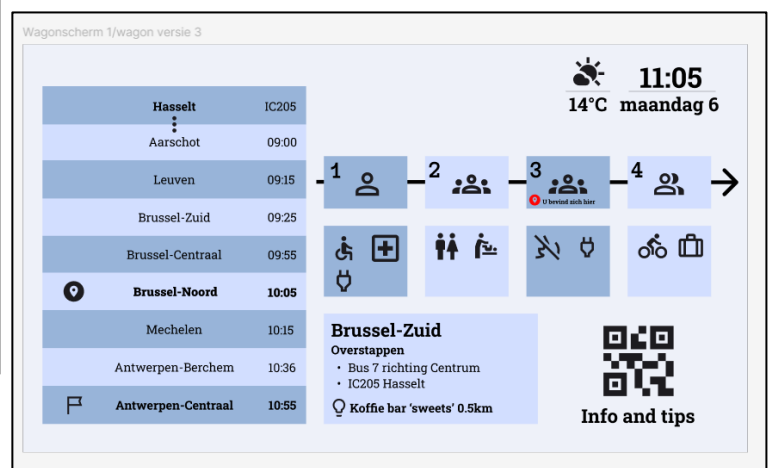 Wagonscherm 1/wagon versie 3
11:05
14°C maandag 6
Hasselt IC205
Aarschot 09:00
Leuven 09:15
Brussel-Zuid 09:25
Brussel-Centraal 09:55
Brussel-Noord 10:05
Mechelen 10:15
Antwerpen-Berchem 10:36
Antwerpen-Centraal 10:55
1 2 3 4
U bevind zich hier
Brussel-Zuid
Overstappen
• Bus 7 richting Centrum
• IC205 Hasselt
Koffie bar ‘sweets’ 0.5km
Info and tips